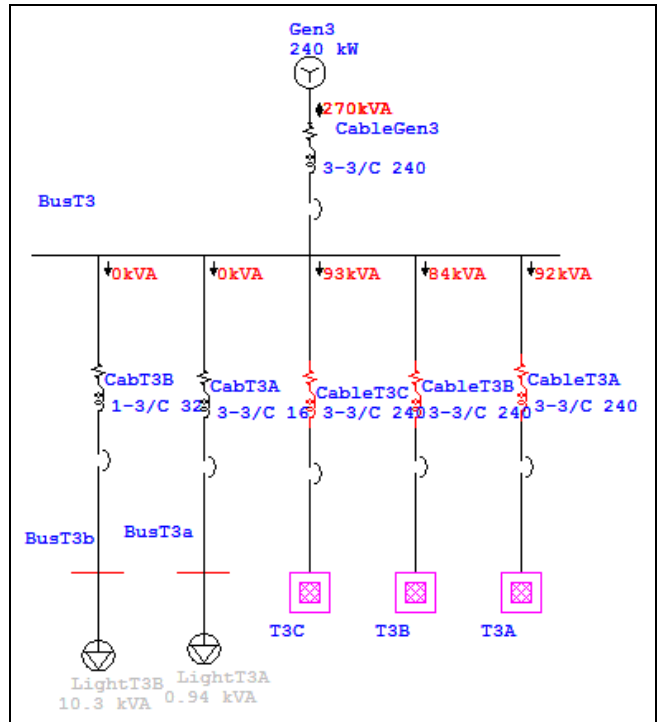 Gen3
240 kW
270kVA
CableGen3
3-3/C 240
BusT3
0kVA
0kVA
93kVA
84kVA
92kVA
CabT3B
CabT3A
CableT3C
CableT3B
CableT3A
1-3/C 32
3-3/C 16
3-3/C 240
3-3/C 240
3-3/C 240
BusT3b
BusT3a
T3C
T3B
T3A
LightT3B
LightT3A
10.3 kVA
0.94 kVA